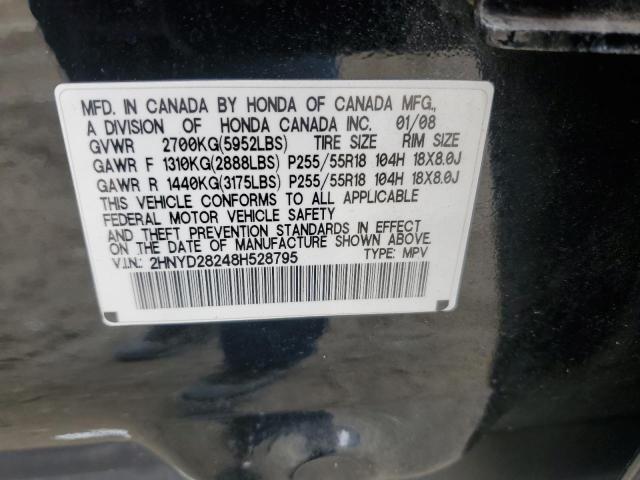 MFD. IN CANADA BY HONDA OF CANADA MFG.,
A DIVISION OF HONDA CANADA INC. 01/08
GVWR 2700KG(5952LBS) TIRE SIZE RIM SIZE
GAWR F 1310KG(2888LBS) P255/55R18 104H 18X8.0J
GAWR R 1440KG(3175LBS) P255/55R18 104H 18X8.0J
THIS VEHICLE CONFORMS TO ALL APPLICABLE
FEDERAL MOTOR VEHICLE SAFETY
AND THEFT PREVENTION STANDARDS IN EFFECT
ON THE DATE OF MANUFACTURE SHOWN ABOVE.
V.I.N.: 2HNYD28248H528795 TYPE: MPV